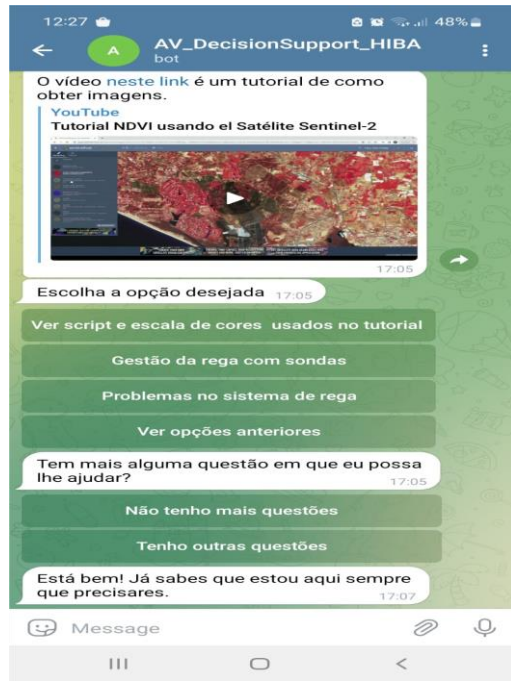 12:27
48%
A
AV_DecisionSupport_HIBA
bot
O vídeo neste link é um tutorial de como
obter imagens.
YouTube
Tutorial NDVI usando el Satélite Sentinel-2
17:05
Escolha a opção desejada 17:05
Ver script e escala de cores usados no tutorial
Gestão da rega com sondas
Problemas no sistema de rega
Ver opções anteriores
Tem mais alguma questão em que eu possa
lhe ajudar?
17:05
Não tenho mais questões
Tenho outras questões
Está bem! Já sabes que estou aqui sempre
que precisares.
17:07
Message